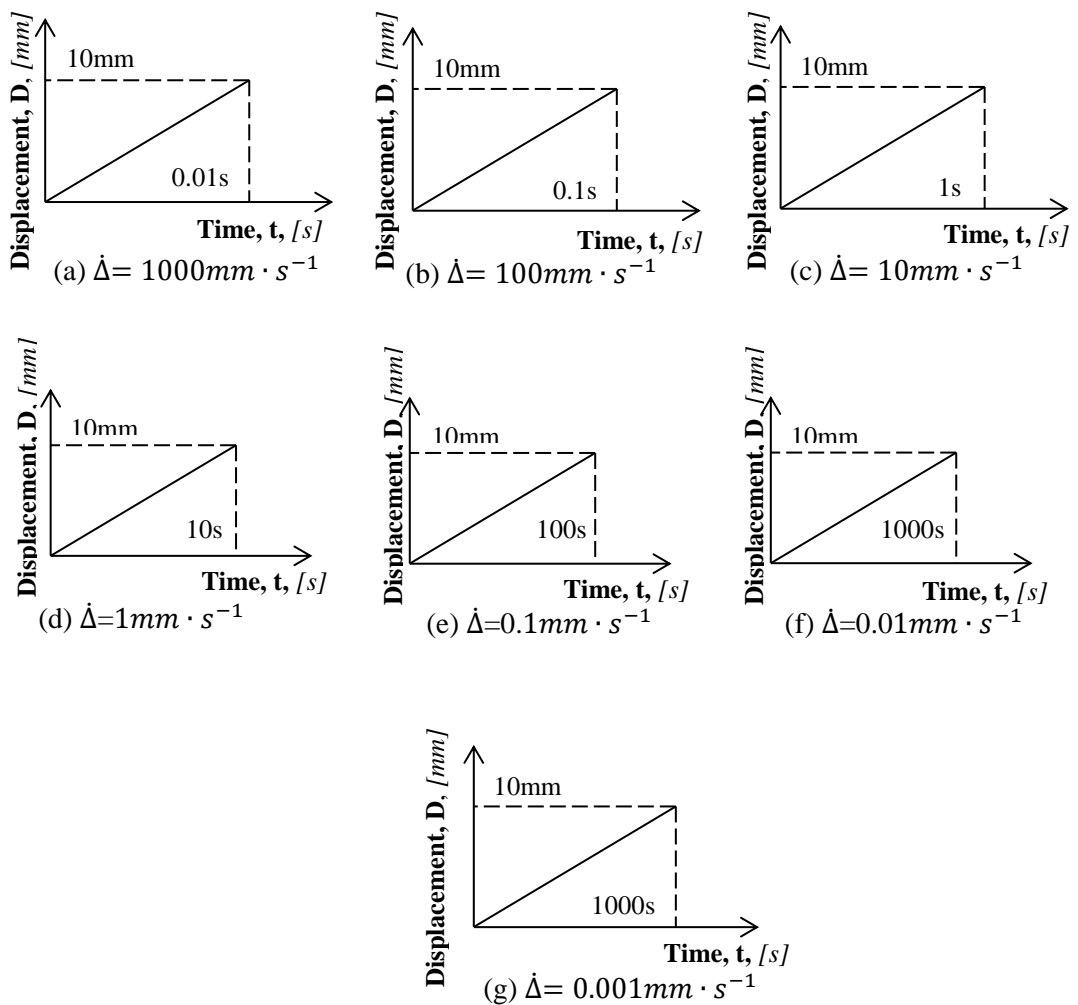 Displacement, D, [mm]
10mm
0.01s
Time, t, [s]
(a) Δ̇= 1000mm · s⁻¹
Displacement, D, [mm]
10mm
0.1s
Time, t, [s]
(b) Δ̇= 100mm · s⁻¹
Displacement, D, [mm]
10mm
1s
Time, t, [s]
(c) Δ̇= 10mm · s⁻¹
Displacement, D, [mm]
10mm
10s
Time, t, [s]
(d) Δ̇=1mm · s⁻¹
Displacement, D, [mm]
10mm
100s
Time, t, [s]
(e) Δ̇=0.1mm · s⁻¹
Displacement, D, [mm]
10mm
1000s
Time, t, [s]
(f) Δ̇=0.01mm · s⁻¹
Displacement, D, [mm]
10mm
1000s
Time, t, [s]
(g) Δ̇= 0.001mm · s⁻¹